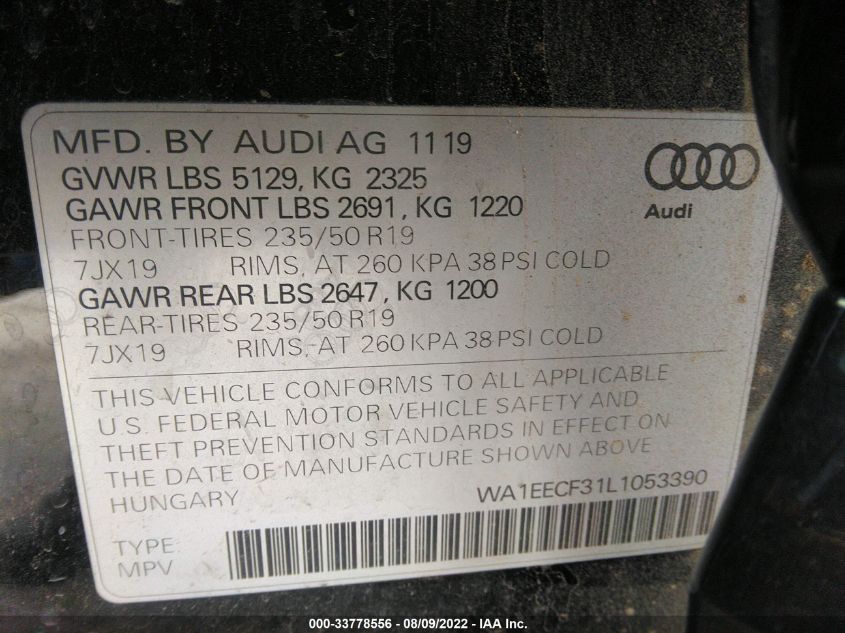 MFD. BY AUDI AG 11 19
GVWR LBS 5129, KG 2325
GAWR FRONT LBS 2691, KG 1220
FRONT-TIRES 235/50 R19
7JX19 RIMS, AT 260 KPA 38 PSI COLD
GAWR REAR LBS 2647, KG 1200
REAR-TIRES 235/50 R19
7JX19 RIMS, AT 260 KPA 38 PSI COLD
Audi
THIS VEHICLE CONFORMS TO ALL APPLICABLE
U.S. FEDERAL MOTOR VEHICLE SAFETY AND
THEFT PREVENTION STANDARDS IN EFFECT ON
THE DATE OF MANUFACTURE SHOWN ABOVE
HUNGARY WA1EECF31L1053390
TYPE:
MPV
000-33778556 - 08/09/2022 - IAA Inc.